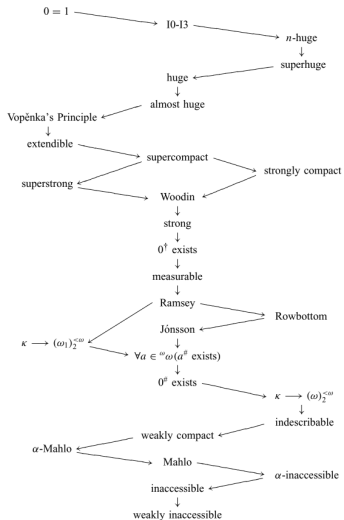 0 = 1
I0-I3
n-huge
superhuge
huge
almost huge
Vopěnka's Principle
extendible
supercompact
strongly compact
superstrong
Woodin
strong
0† exists
measurable
Ramsey
Rowbottom
Jónsson
κ ⟶ (ω₁)₂^{<ω}
∀a ∈ ^ωω(a^# exists)
0^# exists
κ ⟶ (ω)₂^{<ω}
indescribable
weakly compact
α-Mahlo
Mahlo
α-inaccessible
inaccessible
weakly inaccessible